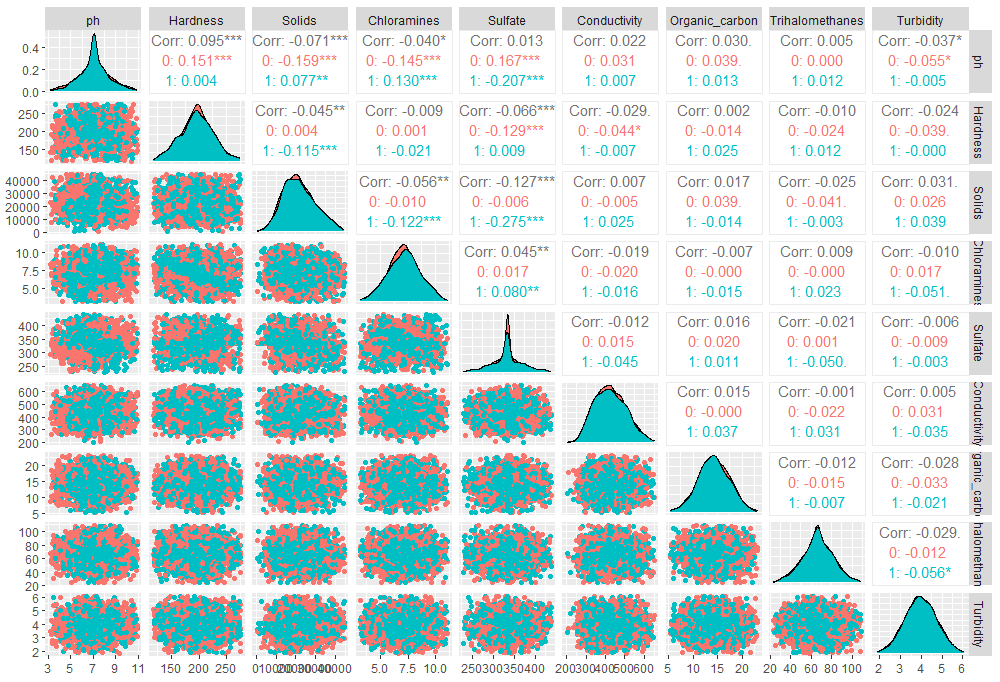 ph Hardness Solids Chloramines Sulfate Conductivity Organic_carbon Trihalomethanes Turbidity
Corr: 0.095*** Corr: -0.071*** Corr: -0.040* Corr: 0.013 Corr: 0.022 Corr: 0.030. Corr: 0.005 Corr: -0.037*
0: 0.151*** 0: -0.159*** 0: -0.145*** 0: 0.167*** 0: 0.031 0: 0.039. 0: 0.000 0: -0.055*
1: 0.004 1: 0.077** 1: 0.130*** 1: -0.207*** 1: 0.007 1: 0.013 1: 0.012 1: -0.005
0.4
0.2
0.0
ph
Corr: -0.045** Corr: -0.009 Corr: -0.066*** Corr: -0.029. Corr: 0.002 Corr: -0.010 Corr: -0.024
0: 0.004 0: 0.001 0: -0.129*** 0: -0.044* 0: -0.014 0: -0.024 0: -0.039.
1: -0.115*** 1: -0.021 1: 0.009 1: -0.007 1: 0.025 1: 0.012 1: -0.000
250
200
150
Hardness
Corr: -0.056** Corr: -0.127*** Corr: 0.007 Corr: 0.017 Corr: -0.025 Corr: 0.031.
0: -0.010 0: -0.006 0: -0.005 0: 0.039. 0: -0.041. 0: 0.026
1: -0.122*** 1: -0.275*** 1: 0.025 1: -0.014 1: -0.003 1: 0.039
40000
30000
20000
10000
0
Solids
Corr: 0.045** Corr: -0.019 Corr: -0.007 Corr: 0.009 Corr: -0.010
0: 0.017 0: -0.020 0: -0.000 0: -0.000 0: 0.017
1: 0.080** 1: -0.016 1: -0.015 1: 0.023 1: -0.051.
10.0
7.5
5.0
Chloramines
Corr: -0.012 Corr: 0.016 Corr: -0.021 Corr: -0.006
0: 0.015 0: 0.020 0: 0.001 0: -0.009
1: -0.045 1: 0.011 1: -0.050. 1: -0.003
400
350
300
250
Sulfate
Corr: 0.015 Corr: -0.001 Corr: 0.005
0: -0.000 0: -0.022 0: 0.031
1: 0.037 1: 0.031 1: -0.035
600
500
400
300
200
Conductivity
Corr: -0.012 Corr: -0.028
0: -0.015 0: -0.033
1: -0.007 1: -0.021
20
15
10
5
ganic_carb
Corr: -0.029.
0: -0.012
1: -0.056*
100
80
60
40
20
halomethan
6
5
4
3
2
Turbidity
3 5 7 9 11 150 200 250 0 10000 20000 30000 40000 5.0 7.5 10.0 250 300 350 400 200 300 400 500 600 5 10 15 20 20 40 60 80 100 2 3 4 5 6